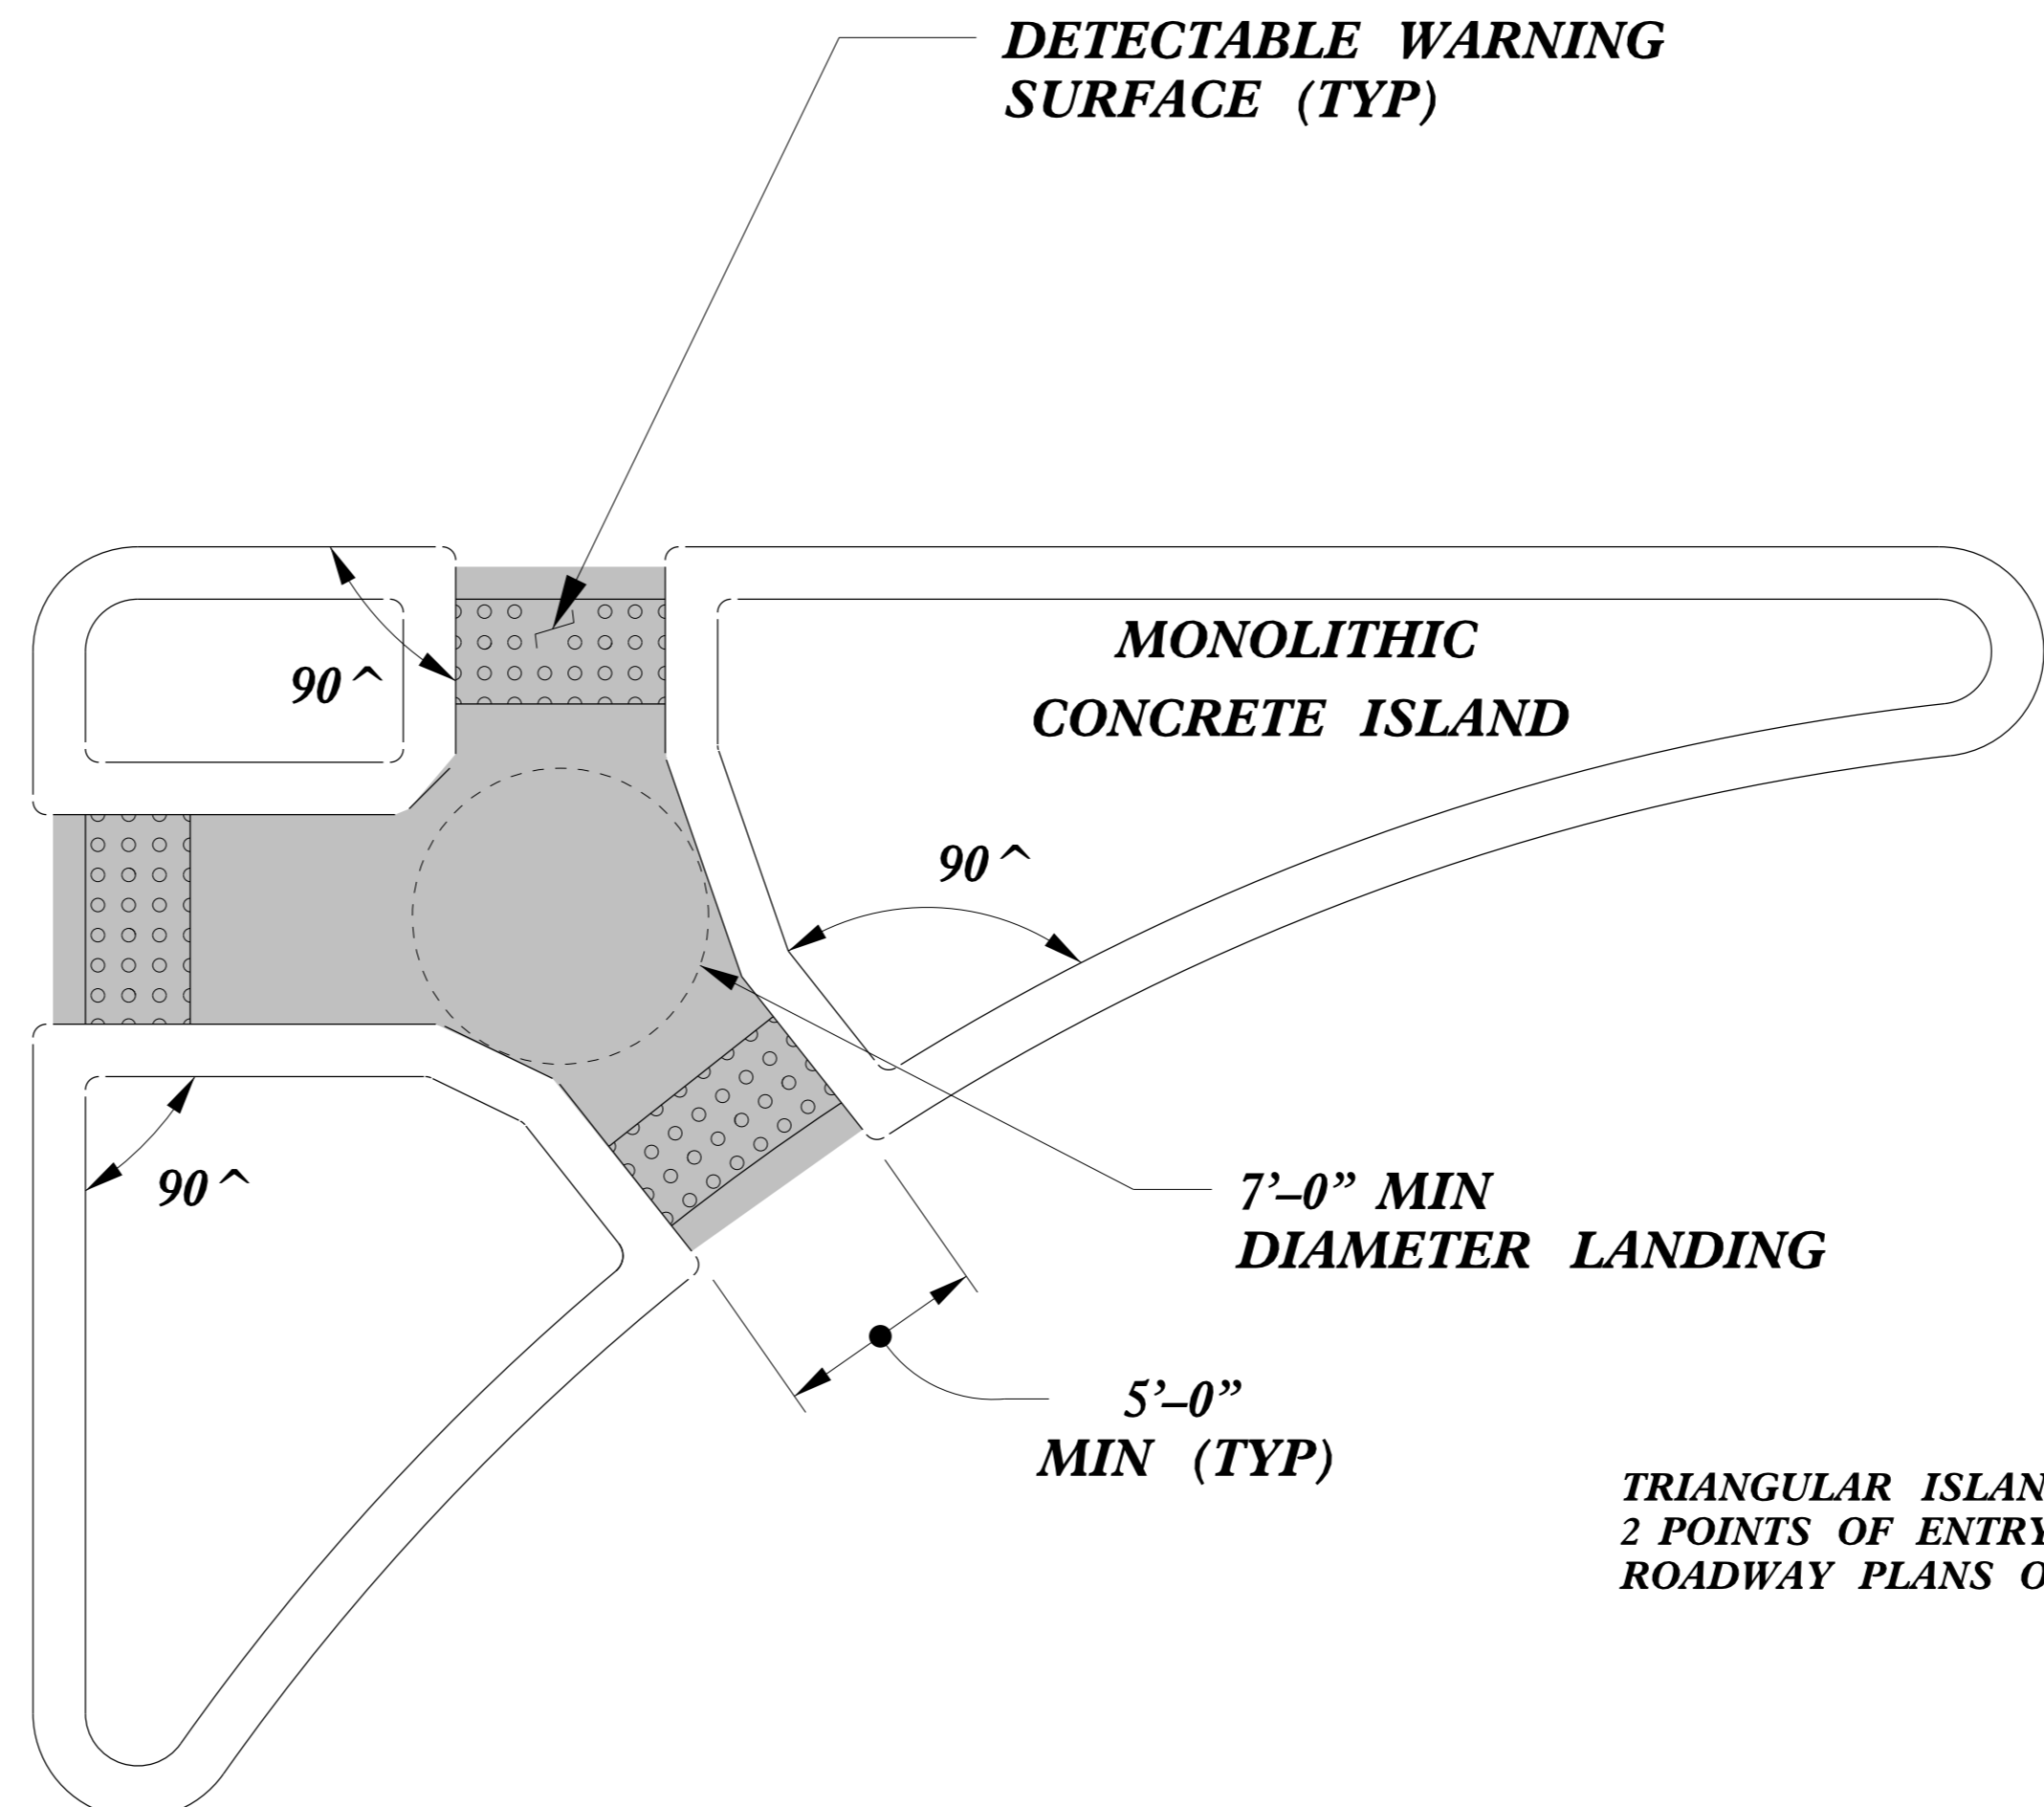 DETECTABLE WARNING
SURFACE (TYP)
90^
MONOLITHIC
CONCRETE ISLAND
90^
90^
7’–0” MIN
DIAMETER LANDING
5’–0”
MIN (TYP)
TRIANGULAR ISLAN
2 POINTS OF ENTRY
ROADWAY PLANS O